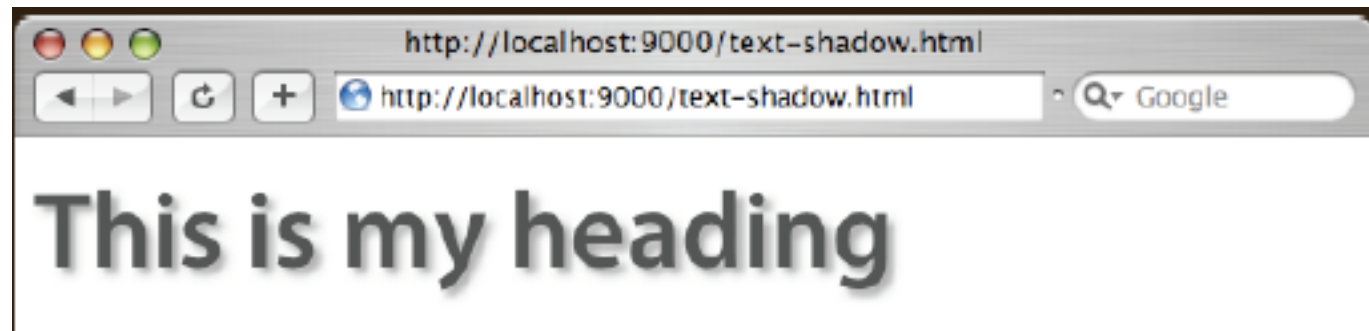 http://localhost:9000/text-shadow.html
http://localhost:9000/text-shadow.html Google
This is my heading